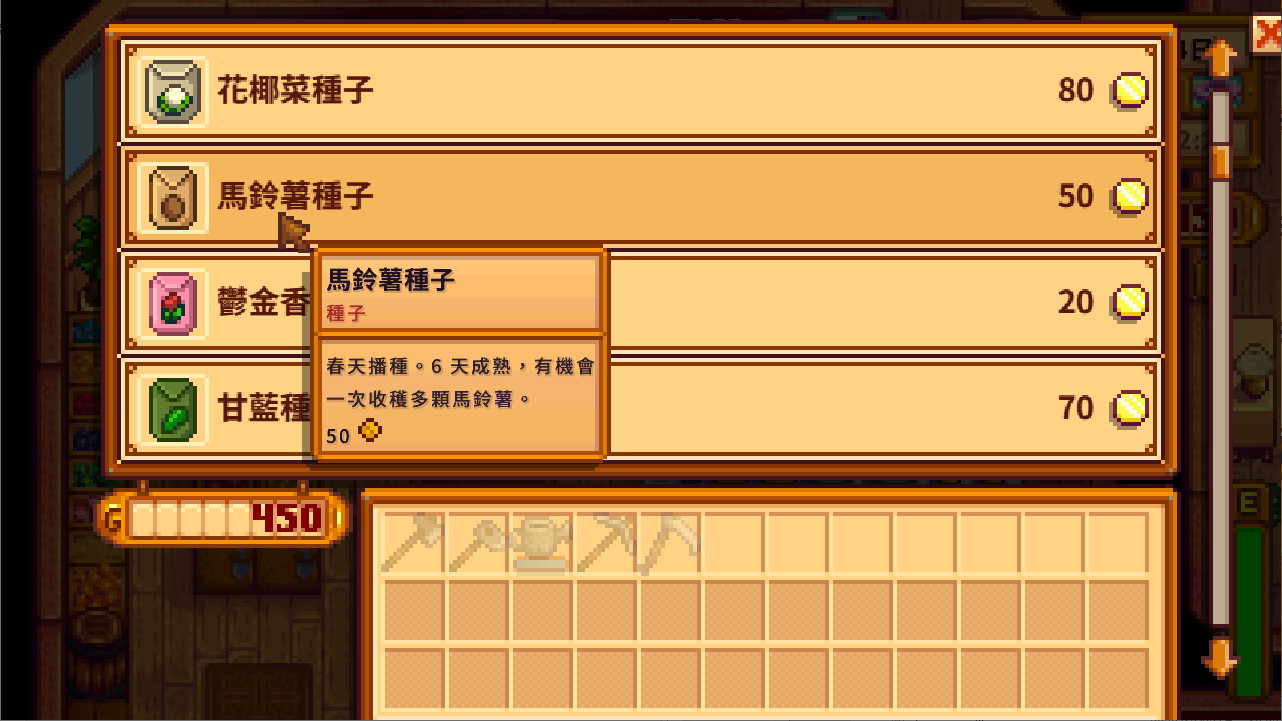 花椰菜種子
80
馬鈴薯種子
50
馬鈴薯種子
種子
鬱金香
20
春天播種。6 天成熟，有機會
一次收穫多顆馬鈴薯。
50
甘藍種
70
450
E